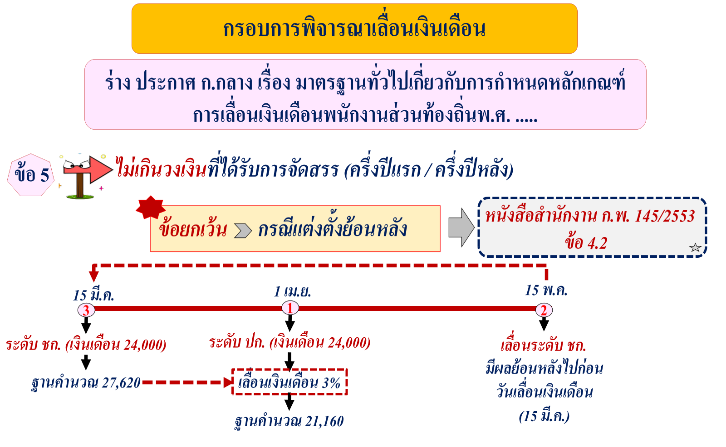 กรอบการพิจารณาเลื่อนเงินเดือน
ร่าง ประกาศ ก.กลาง เรื่อง มาตรฐานทั่วไปเกี่ยวกับการกำหนดหลักเกณฑ์
การเลื่อนเงินเดือนพนักงานส่วนท้องถิ่นพ.ศ. .....
ข้อ 5
ไม่เกินวงเงินที่ได้รับการจัดสรร (ครึ่งปีแรก / ครึ่งปีหลัง)
ข้อยกเว้น
กรณีแต่งตั้งย้อนหลัง
หนังสือสำนักงาน ก.พ. 145/2553
ข้อ 4.2
15 มี.ค.
1 เม.ย.
15 พ.ค.
3
1
2
ระดับ ชก. (เงินเดือน 24,000)
ระดับ ปก. (เงินเดือน 24,000)
เลื่อนระดับ ชก.
มีผลย้อนหลังไปก่อน
วันเลื่อนเงินเดือน
(15 มี.ค.)
ฐานคำนวณ 27,620
เลื่อนเงินเดือน 3%
ฐานคำนวณ 21,160